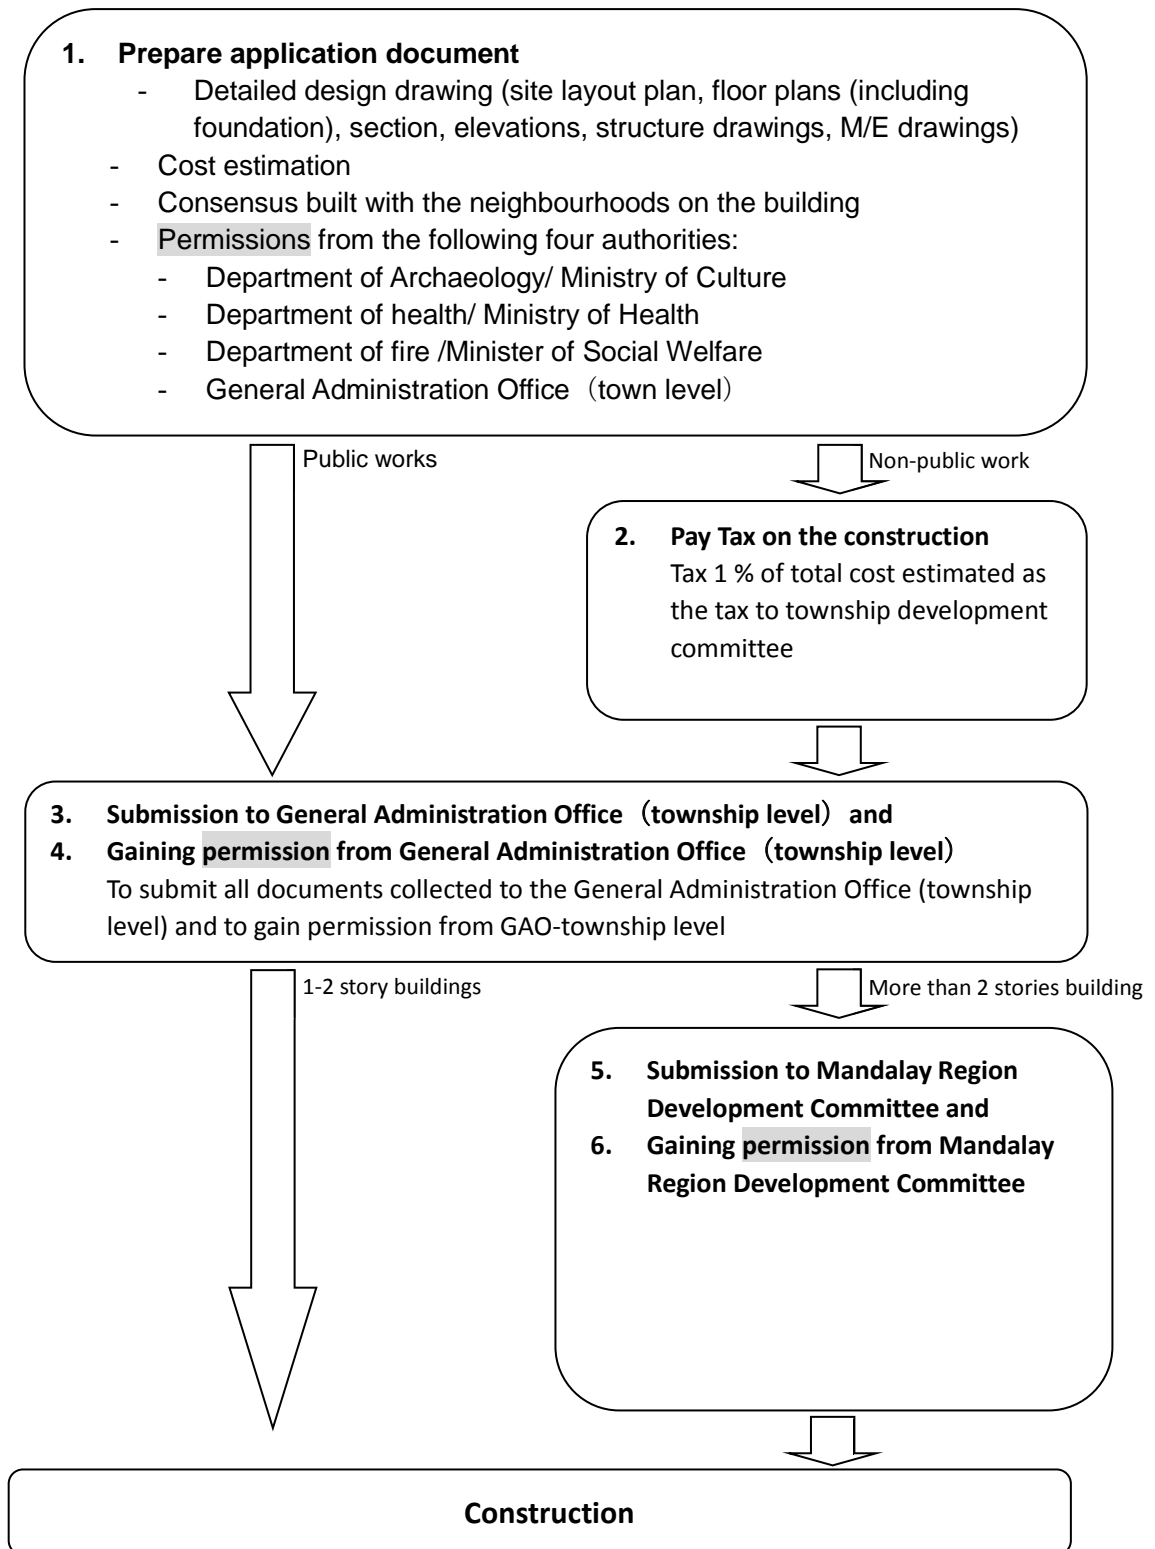 1. Prepare application document
- Detailed design drawing (site layout plan, floor plans (including
foundation), section, elevations, structure drawings, M/E drawings)
- Cost estimation
- Consensus built with the neighbourhoods on the building
- Permissions from the following four authorities:
- Department of Archaeology/ Ministry of Culture
- Department of health/ Ministry of Health
- Department of fire /Minister of Social Welfare
- General Administration Office（town level）
Public works
Non-public work
2. Pay Tax on the construction
Tax 1 % of total cost estimated as
the tax to township development
committee
3. Submission to General Administration Office（township level）and
4. Gaining permission from General Administration Office（township level）
To submit all documents collected to the General Administration Office (township
level) and to gain permission from GAO-township level
1-2 story buildings
More than 2 stories building
5. Submission to Mandalay Region
Development Committee and
6. Gaining permission from Mandalay
Region Development Committee
Construction